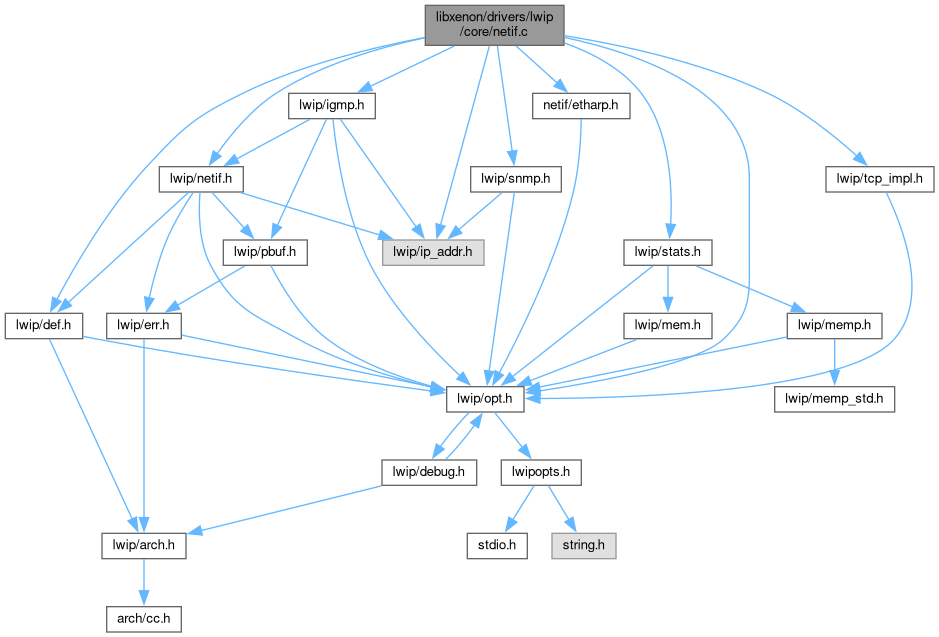 libxenon/drivers/lwip
/core/netif.c
lwip/igmp.h
netif/etharp.h
lwip/netif.h
lwip/snmp.h
lwip/tcp_impl.h
lwip/pbuf.h
lwip/ip_addr.h
lwip/stats.h
lwip/def.h
lwip/err.h
lwip/mem.h
lwip/memp.h
lwip/opt.h
lwip/memp_std.h
lwip/debug.h
lwipopts.h
lwip/arch.h
stdio.h
string.h
arch/cc.h